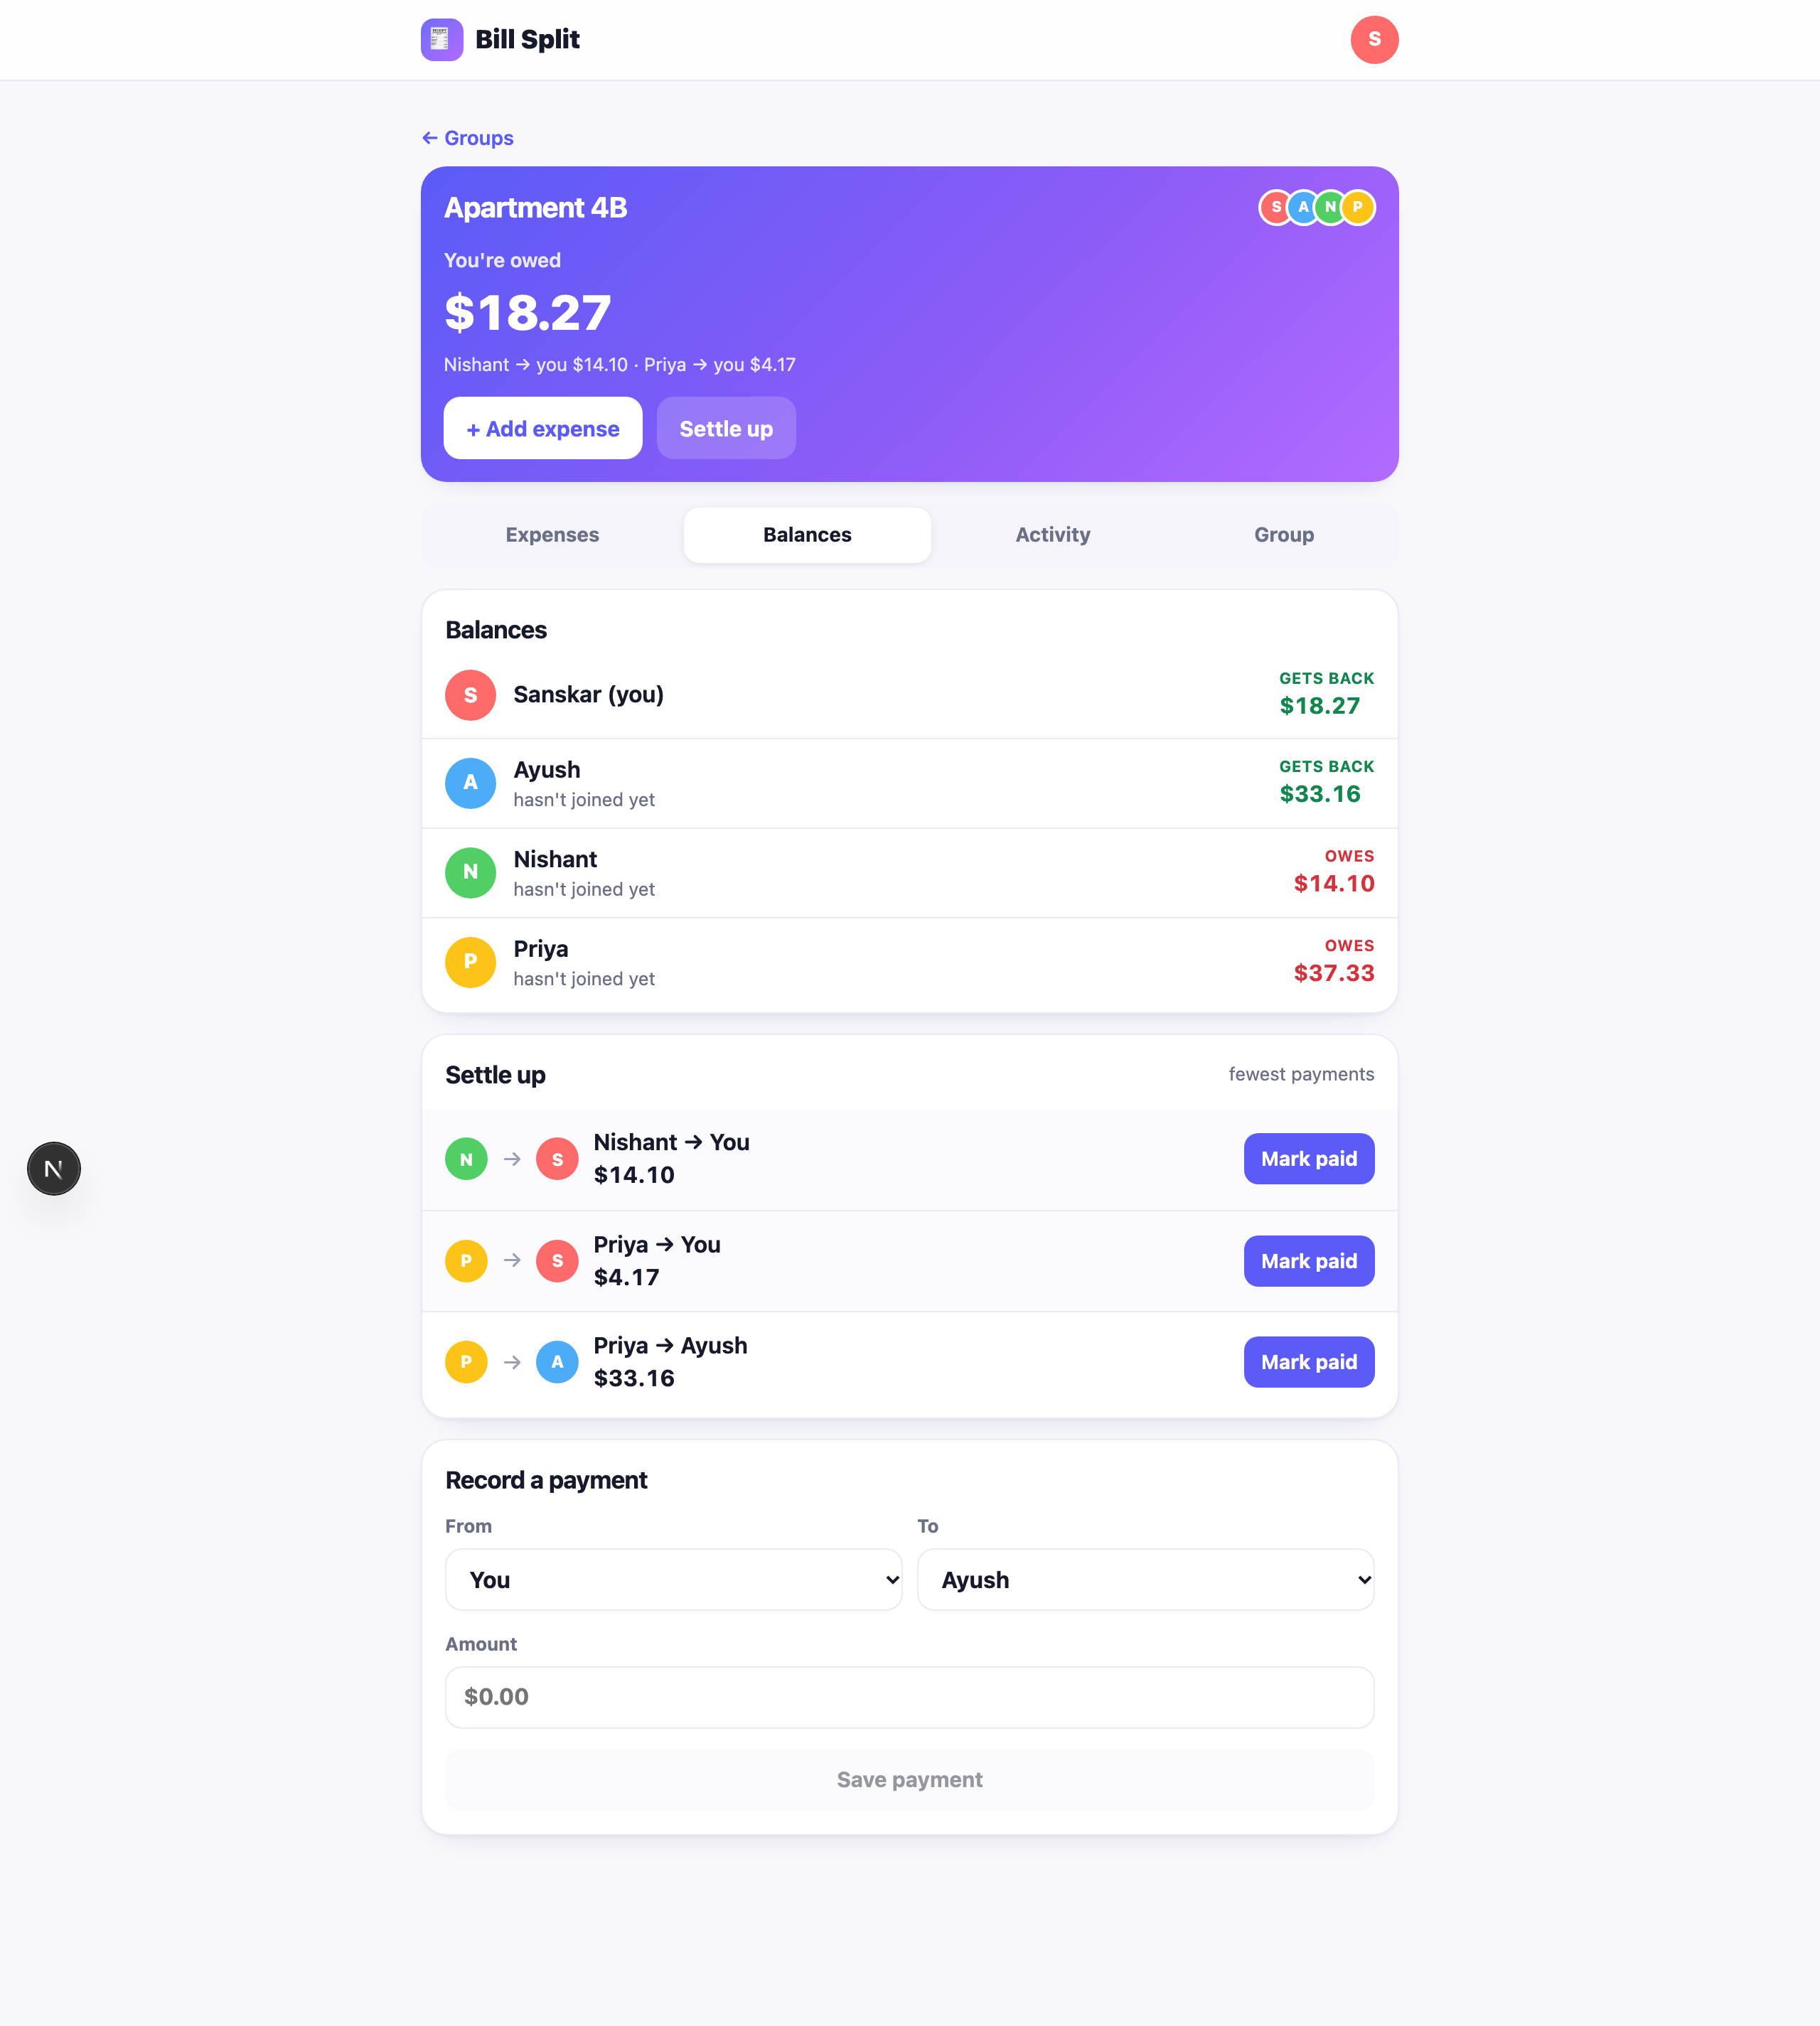 Bill Split
S
← Groups
Apartment 4B
S A N P
You're owed
$18.27
Nishant → you $14.10 · Priya → you $4.17
+ Add expense
Settle up
Expenses
Balances
Activity
Group
Balances
S
Sanskar (you)
GETS BACK
$18.27
A
Ayush
hasn't joined yet
GETS BACK
$33.16
N
Nishant
hasn't joined yet
OWES
$14.10
P
Priya
hasn't joined yet
OWES
$37.33
Settle up
fewest payments
N → S
Nishant → You
$14.10
Mark paid
P → S
Priya → You
$4.17
Mark paid
P → A
Priya → Ayush
$33.16
Mark paid
N
Record a payment
From
To
You
Ayush
Amount
$0.00
Save payment